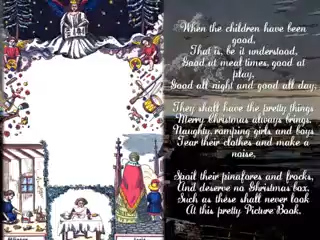 When the children have been
good,
That is, be it understood,
Good at meal times, good at
play,
Good all night and good all day,
They shall have the pretty things
Merry Christmas always brings.
Naughty, romping girls and boys
Tear their clothes and make a
noise,
Spoil their pinafores and frocks,
And deserve no Christmas box.
Such as these shall never look
At this pretty Picture Book.